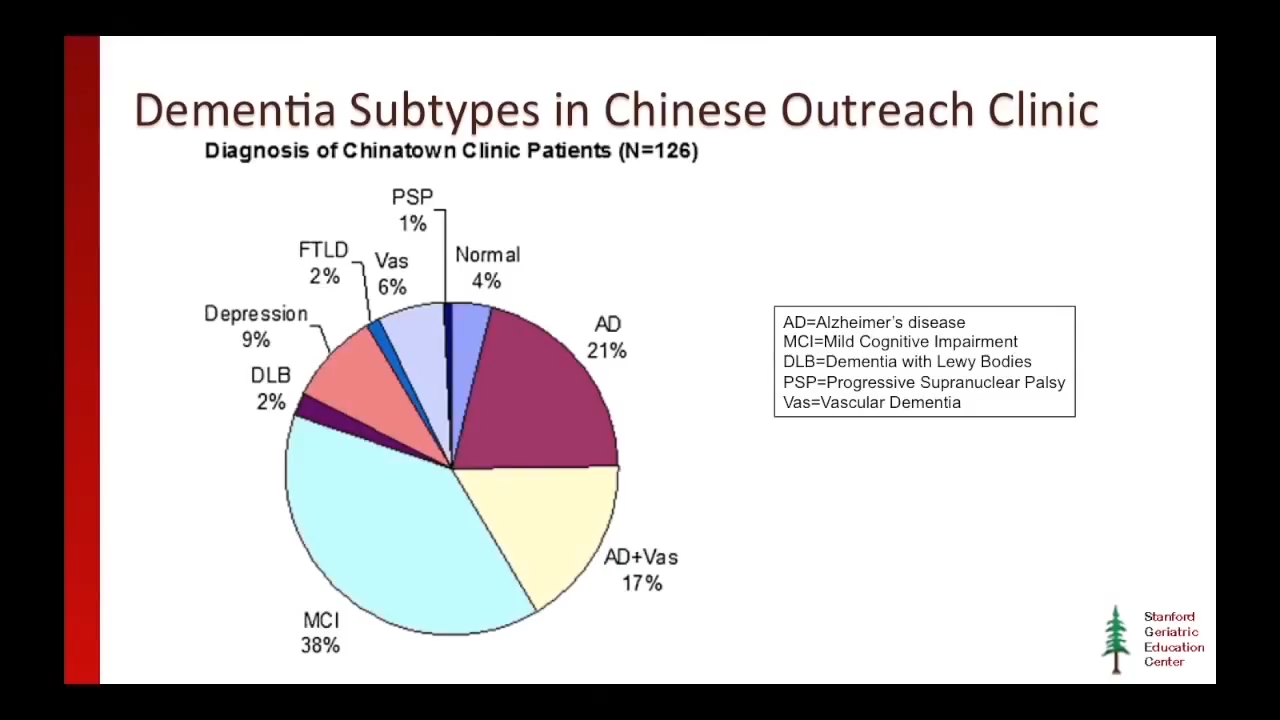 Dementia Subtypes in Chinese Outreach Clinic
Diagnosis of Chinatown Clinic Patients (N=126)
PSP
1%
Normal
4%
FTLD
2%
Vas
6%
Depression
9%
AD
21%
DLB
2%
AD+Vas
17%
MCI
38%
AD=Alzheimer’s disease
MCI=Mild Cognitive Impairment
DLB=Dementia with Lewy Bodies
PSP=Progressive Supranuclear Palsy
Vas=Vascular Dementia
Stanford
Geriatric
Education
Center